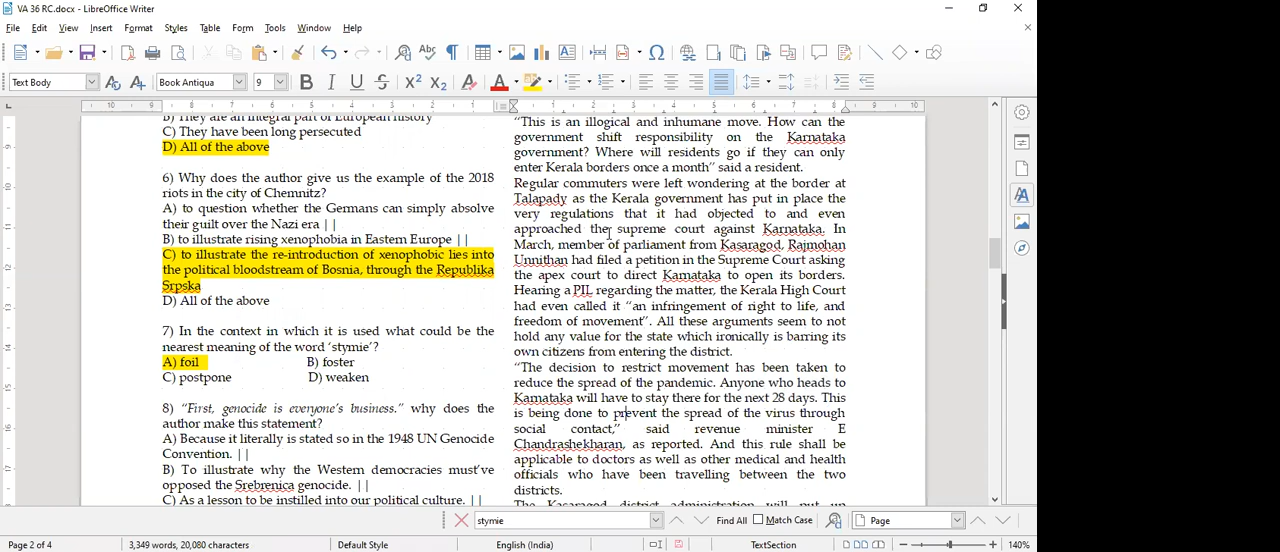 VA 36 RC.docx - LibreOffice Writer
File Edit View Insert Format Styles Table Form Tools Window Help
Text Body Book Antiqua 9
B) They are an integral part of European history
C) They have been long persecuted
D) All of the above
6) Why does the author give us the example of the 2018
riots in the city of Chemnitz?
A) to question whether the Germans can simply absolve
their guilt over the Nazi era ||
B) to illustrate rising xenophobia in Eastern Europe ||
C) to illustrate the re-introduction of xenophobic lies into
the political bloodstream of Bosnia, through the Republika
Srpska
D) All of the above
7) In the context in which it is used what could be the
nearest meaning of the word ‘stymie’?
A) foil B) foster
C) postpone D) weaken
8) “First, genocide is everyone’s business.” why does the
author make this statement?
A) Because it literally is stated so in the 1948 UN Genocide
Convention. ||
B) To illustrate why the Western democracies must’ve
opposed the Srebrenica genocide. ||
C) As a lesson to be instilled into our political culture. ||
“This is an illogical and inhumane move. How can the
government shift responsibility on the Karnataka
government? Where will residents go if they can only
enter Kerala borders once a month” said a resident.
Regular commuters were left wondering at the border at
Talapady as the Kerala government has put in place the
very regulations that it had objected to and even
approached the supreme court against Karnataka. In
March, member of parliament from Kasaragod, Rajmohan
Unnithan had filed a petition in the Supreme Court asking
the apex court to direct Karnataka to open its borders.
Hearing a PIL regarding the matter, the Kerala High Court
had even called it “an infringement of right to life, and
freedom of movement”. All these arguments seem to not
hold any value for the state which ironically is barring its
own citizens from entering the district.
“The decision to restrict movement has been taken to
reduce the spread of the pandemic. Anyone who heads to
Karnataka will have to stay there for the next 28 days. This
is being done to prevent the spread of the virus through
social contact,” said revenue minister E
Chandrashekharan, as reported. And this rule shall be
applicable to doctors as well as other medical and health
officials who have been travelling between the two
districts.
The Kasaragod district administration will put up
stymie Find All Match Case Page
Page 2 of 4 3,349 words, 20,080 characters Default Style English (India) TextSection 140%